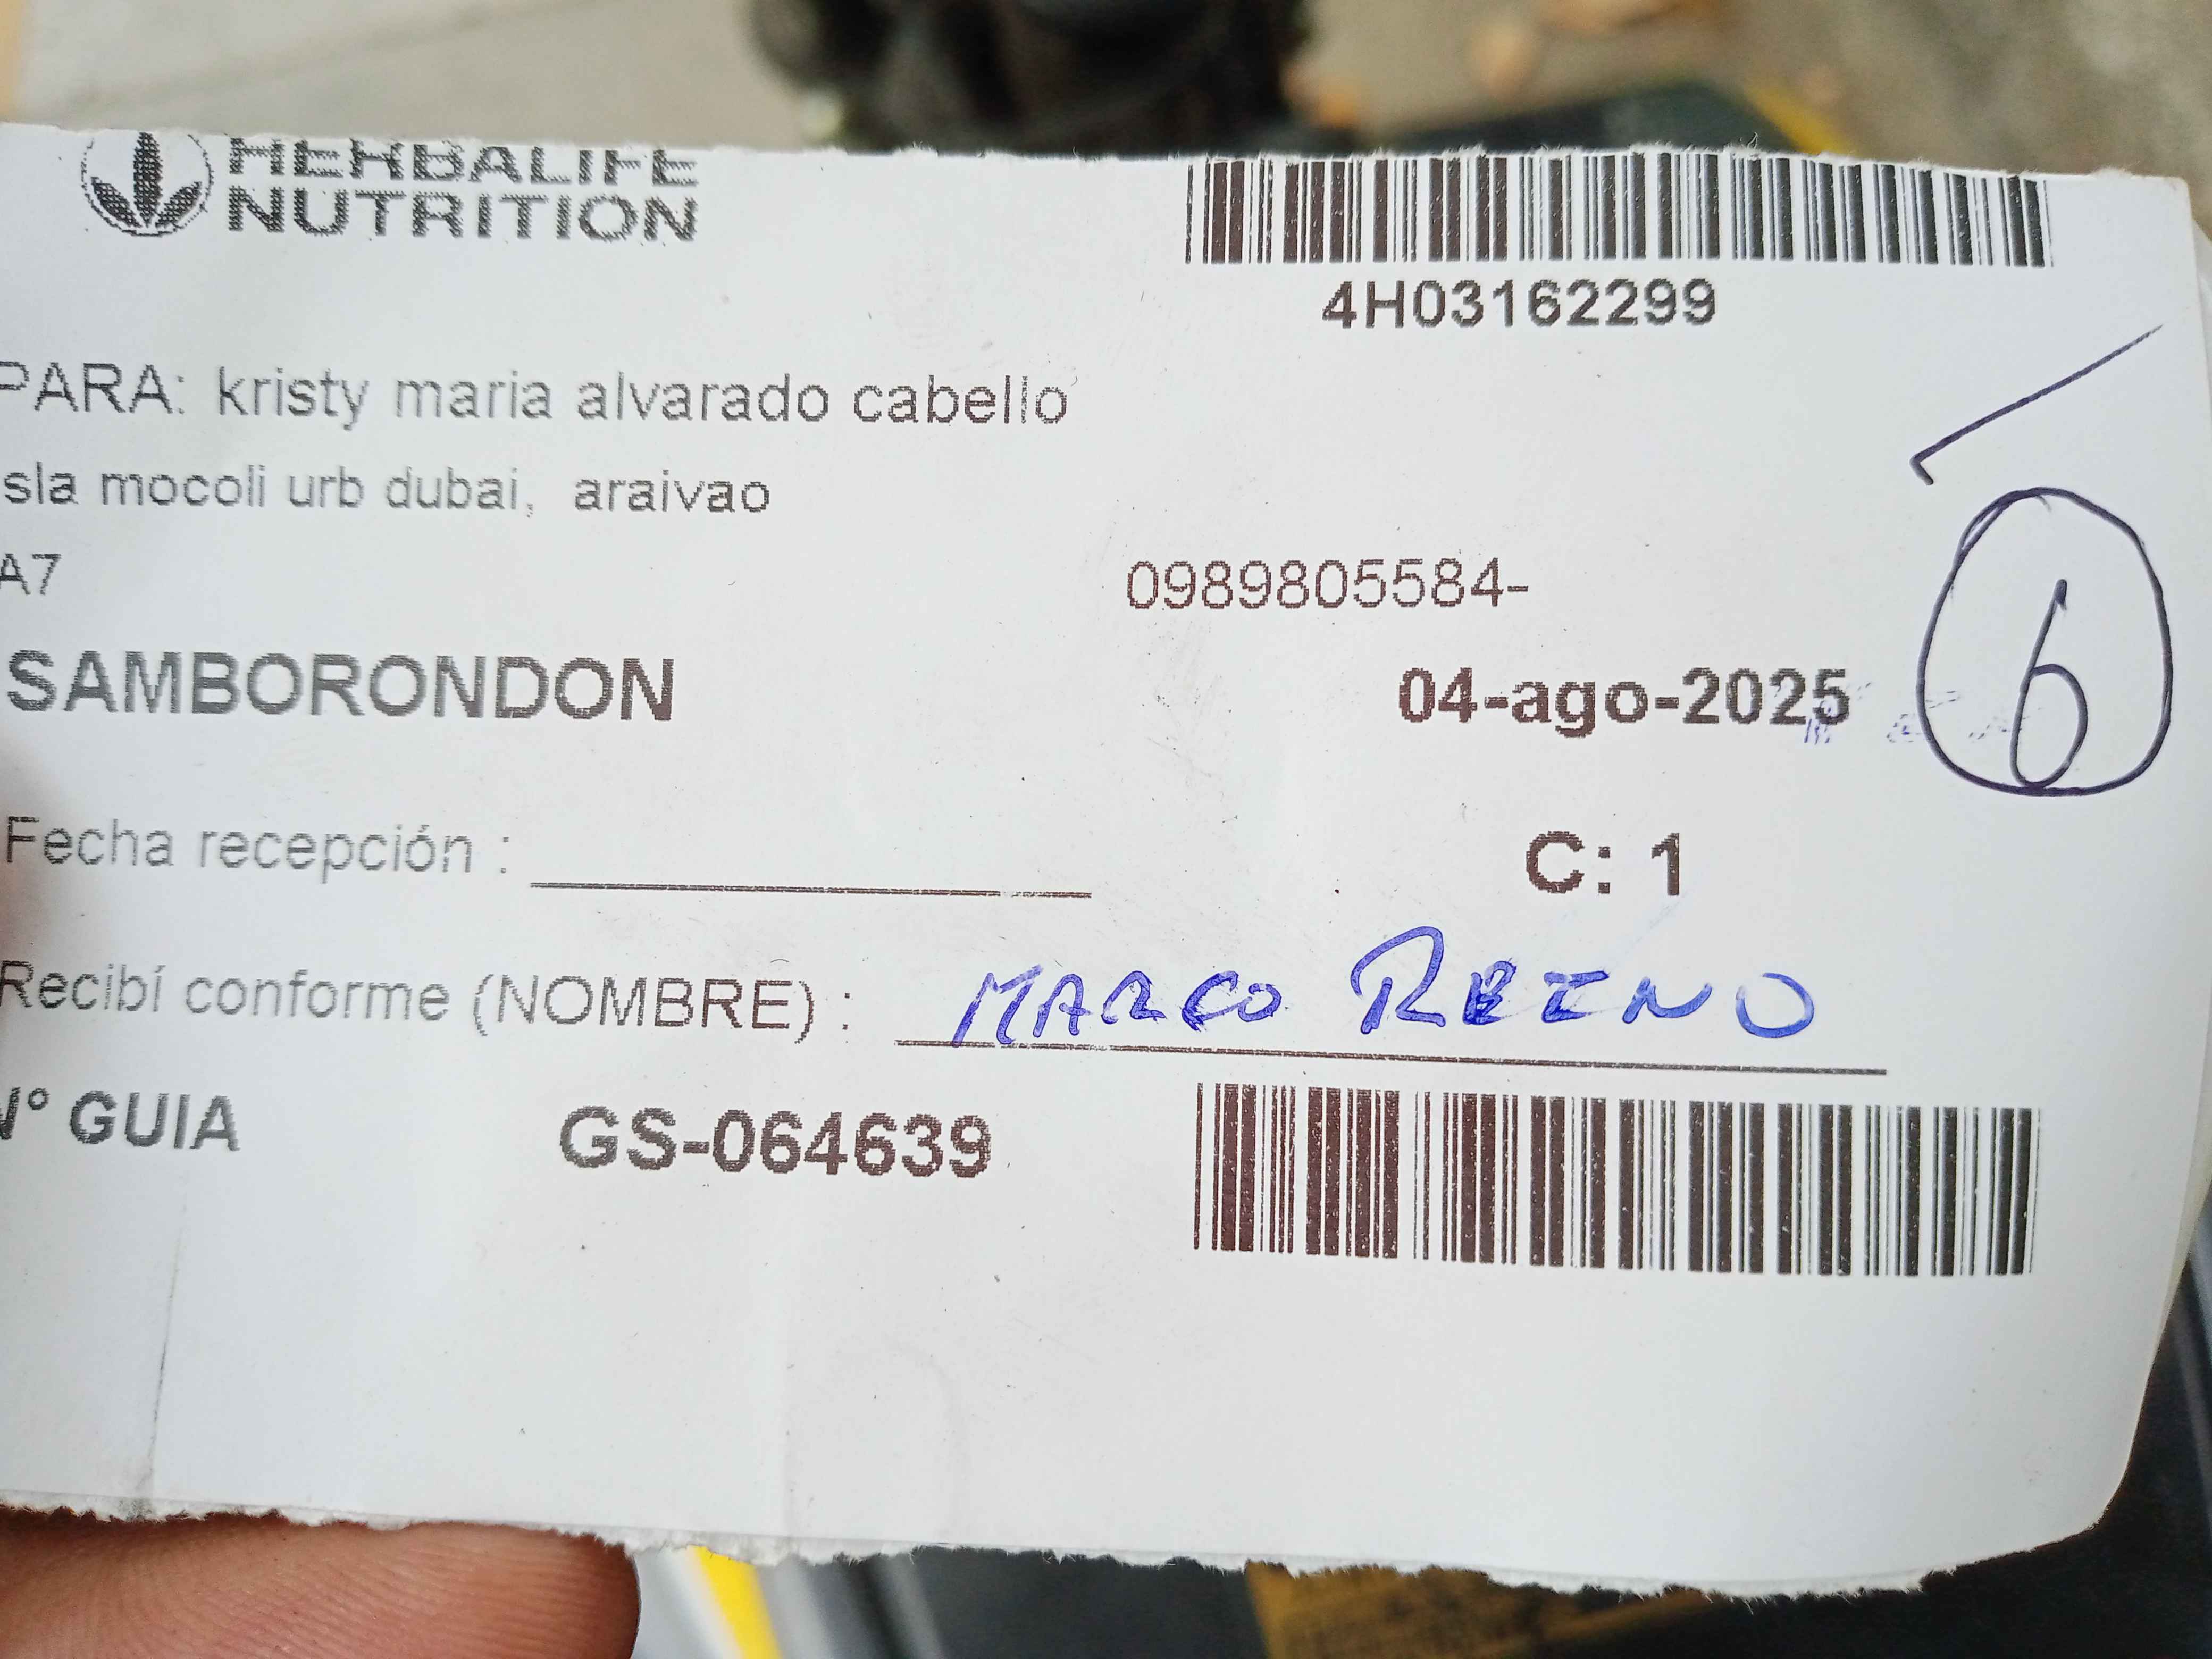 HERBALIFE
NUTRITION
4H03162299
PARA: kristy maria alvarado cabello
sla mocoli urb dubai, araivao
A7
0989805584-
6
SAMBORONDON
04-ago-2025
Fecha recepción :
C: 1
Recibí conforme (NOMBRE) : MARCO REINO
N° GUIA GS-064639